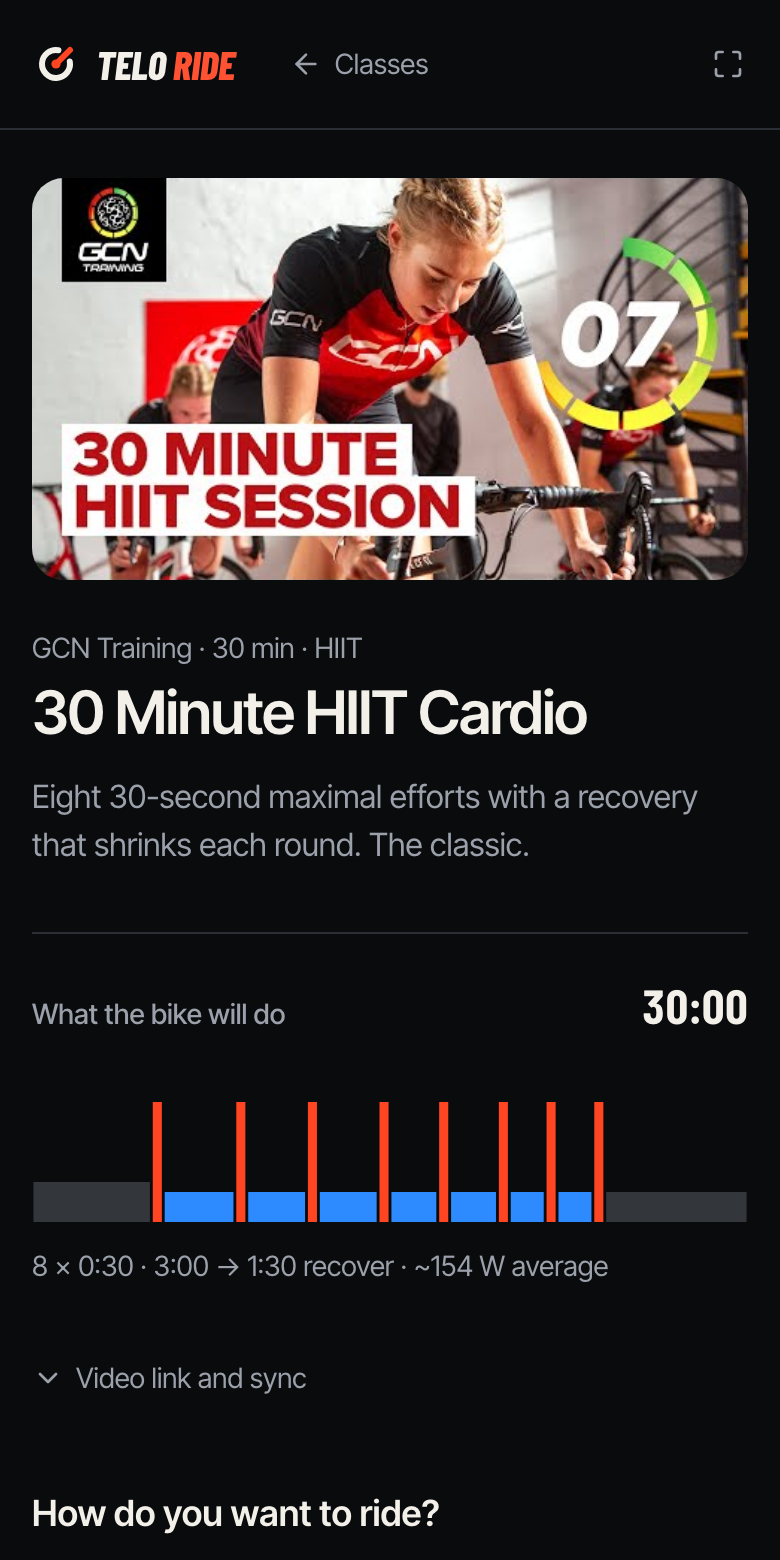 TELO RIDE
Classes
GCN
TRAINING
GCN
GCN
07
30 MINUTE
HIIT SESSION
GCN Training · 30 min · HIIT
30 Minute HIIT Cardio
Eight 30-second maximal efforts with a recovery
that shrinks each round. The classic.
What the bike will do
30:00
8 × 0:30 · 3:00 → 1:30 recover · ~154 W average
Video link and sync
How do you want to ride?